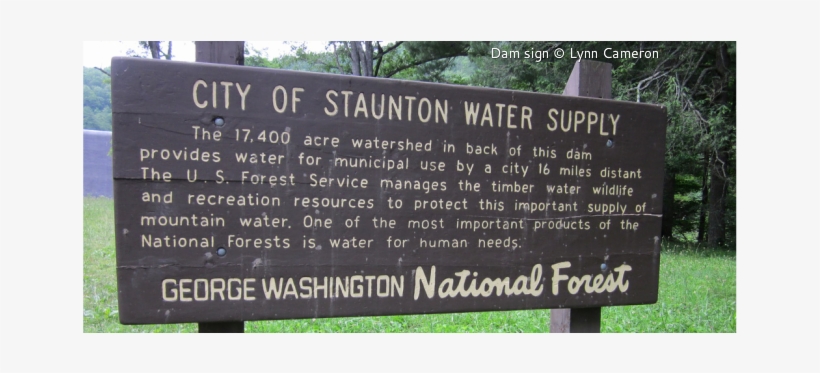 Dam sign © Lynn Cameron
CITY OF STAUNTON WATER SUPPLY
The 17,400 acre watershed in back of this dam
provides water for municipal use by a city 16 miles distant
The U. S. Forest Service manages the timber water wildlife
and recreation resources to protect this important supply of
mountain water. One of the most important products of the
National Forests is water for human needs.
GEORGE WASHINGTON National Forest